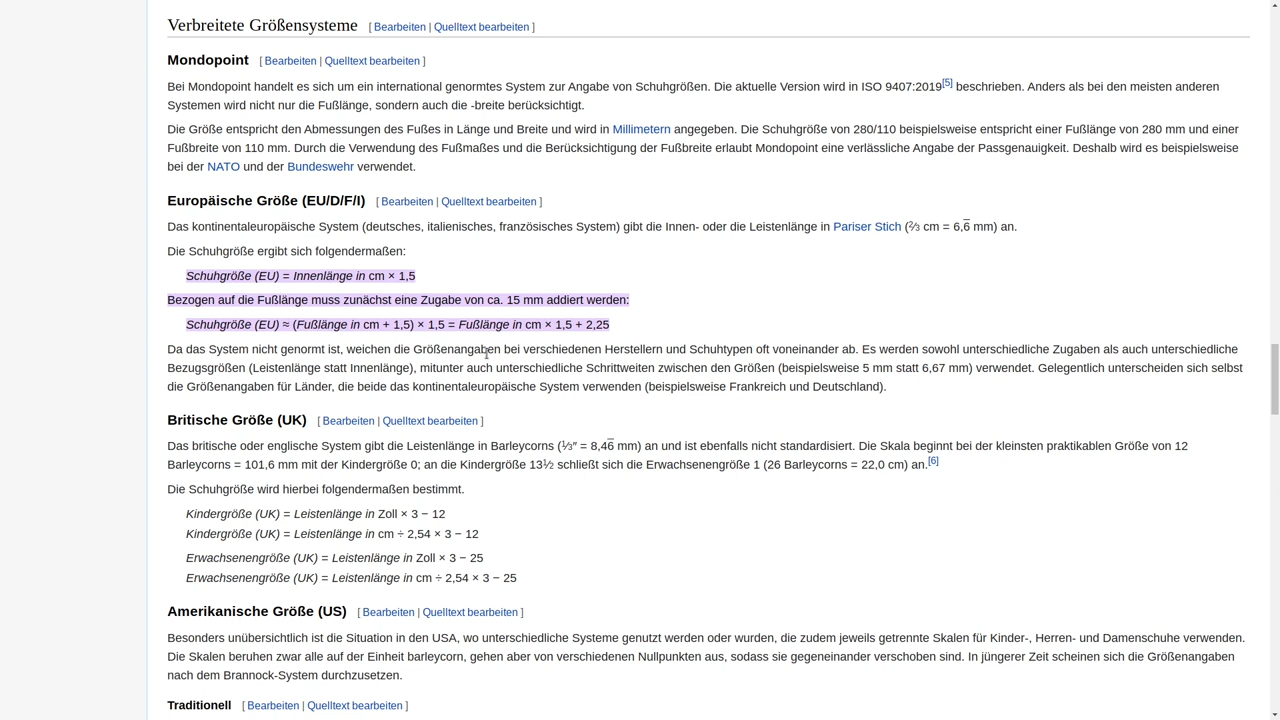 Verbreitete Größensysteme [ Bearbeiten | Quelltext bearbeiten ]
Mondopoint [ Bearbeiten | Quelltext bearbeiten ]
Bei Mondopoint handelt es sich um ein international genormtes System zur Angabe von Schuhgrößen. Die aktuelle Version wird in ISO 9407:2019[5] beschrieben. Anders als bei den meisten anderen
Systemen wird nicht nur die Fußlänge, sondern auch die -breite berücksichtigt.
Die Größe entspricht den Abmessungen des Fußes in Länge und Breite und wird in Millimetern angegeben. Die Schuhgröße von 280/110 beispielsweise entspricht einer Fußlänge von 280 mm und einer
Fußbreite von 110 mm. Durch die Verwendung des Fußmaßes und die Berücksichtigung der Fußbreite erlaubt Mondopoint eine verlässliche Angabe der Passgenauigkeit. Deshalb wird es beispielsweise
bei der NATO und der Bundeswehr verwendet.
Europäische Größe (EU/D/F/I) [ Bearbeiten | Quelltext bearbeiten ]
Das kontinentaleuropäische System (deutsches, italienisches, französisches System) gibt die Innen- oder die Leistenlänge in Pariser Stich (⅔ cm = 6,6̅ mm) an.
Die Schuhgröße ergibt sich folgendermaßen:
Schuhgröße (EU) = Innenlänge in cm × 1,5
Bezogen auf die Fußlänge muss zunächst eine Zugabe von ca. 15 mm addiert werden:
Schuhgröße (EU) ≈ (Fußlänge in cm + 1,5) × 1,5 = Fußlänge in cm × 1,5 + 2,25
Da das System nicht genormt ist, weichen die Größenangaben bei verschiedenen Herstellern und Schuhtypen oft voneinander ab. Es werden sowohl unterschiedliche Zugaben als auch unterschiedliche
Bezugsgrößen (Leistenlänge statt Innenlänge), mitunter auch unterschiedliche Schrittweiten zwischen den Größen (beispielsweise 5 mm statt 6,67 mm) verwendet. Gelegentlich unterscheiden sich selbst
die Größenangaben für Länder, die beide das kontinentaleuropäische System verwenden (beispielsweise Frankreich und Deutschland).
Britische Größe (UK) [ Bearbeiten | Quelltext bearbeiten ]
Das britische oder englische System gibt die Leistenlänge in Barleycorns (⅓″ = 8,46̅ mm) an und ist ebenfalls nicht standardisiert. Die Skala beginnt bei der kleinsten praktikablen Größe von 12
Barleycorns = 101,6 mm mit der Kindergröße 0; an die Kindergröße 13½ schließt sich die Erwachsenengröße 1 (26 Barleycorns = 22,0 cm) an.[6]
Die Schuhgröße wird hierbei folgendermaßen bestimmt.
Kindergröße (UK) = Leistenlänge in Zoll × 3 − 12
Kindergröße (UK) = Leistenlänge in cm ÷ 2,54 × 3 − 12
Erwachsenengröße (UK) = Leistenlänge in Zoll × 3 − 25
Erwachsenengröße (UK) = Leistenlänge in cm ÷ 2,54 × 3 − 25
Amerikanische Größe (US) [ Bearbeiten | Quelltext bearbeiten ]
Besonders unübersichtlich ist die Situation in den USA, wo unterschiedliche Systeme genutzt werden oder wurden, die zudem jeweils getrennte Skalen für Kinder-, Herren- und Damenschuhe verwenden.
Die Skalen beruhen zwar alle auf der Einheit barleycorn, gehen aber von verschiedenen Nullpunkten aus, sodass sie gegeneinander verschoben sind. In jüngerer Zeit scheinen sich die Größenangaben
nach dem Brannock-System durchzusetzen.
Traditionell [ Bearbeiten | Quelltext bearbeiten ]